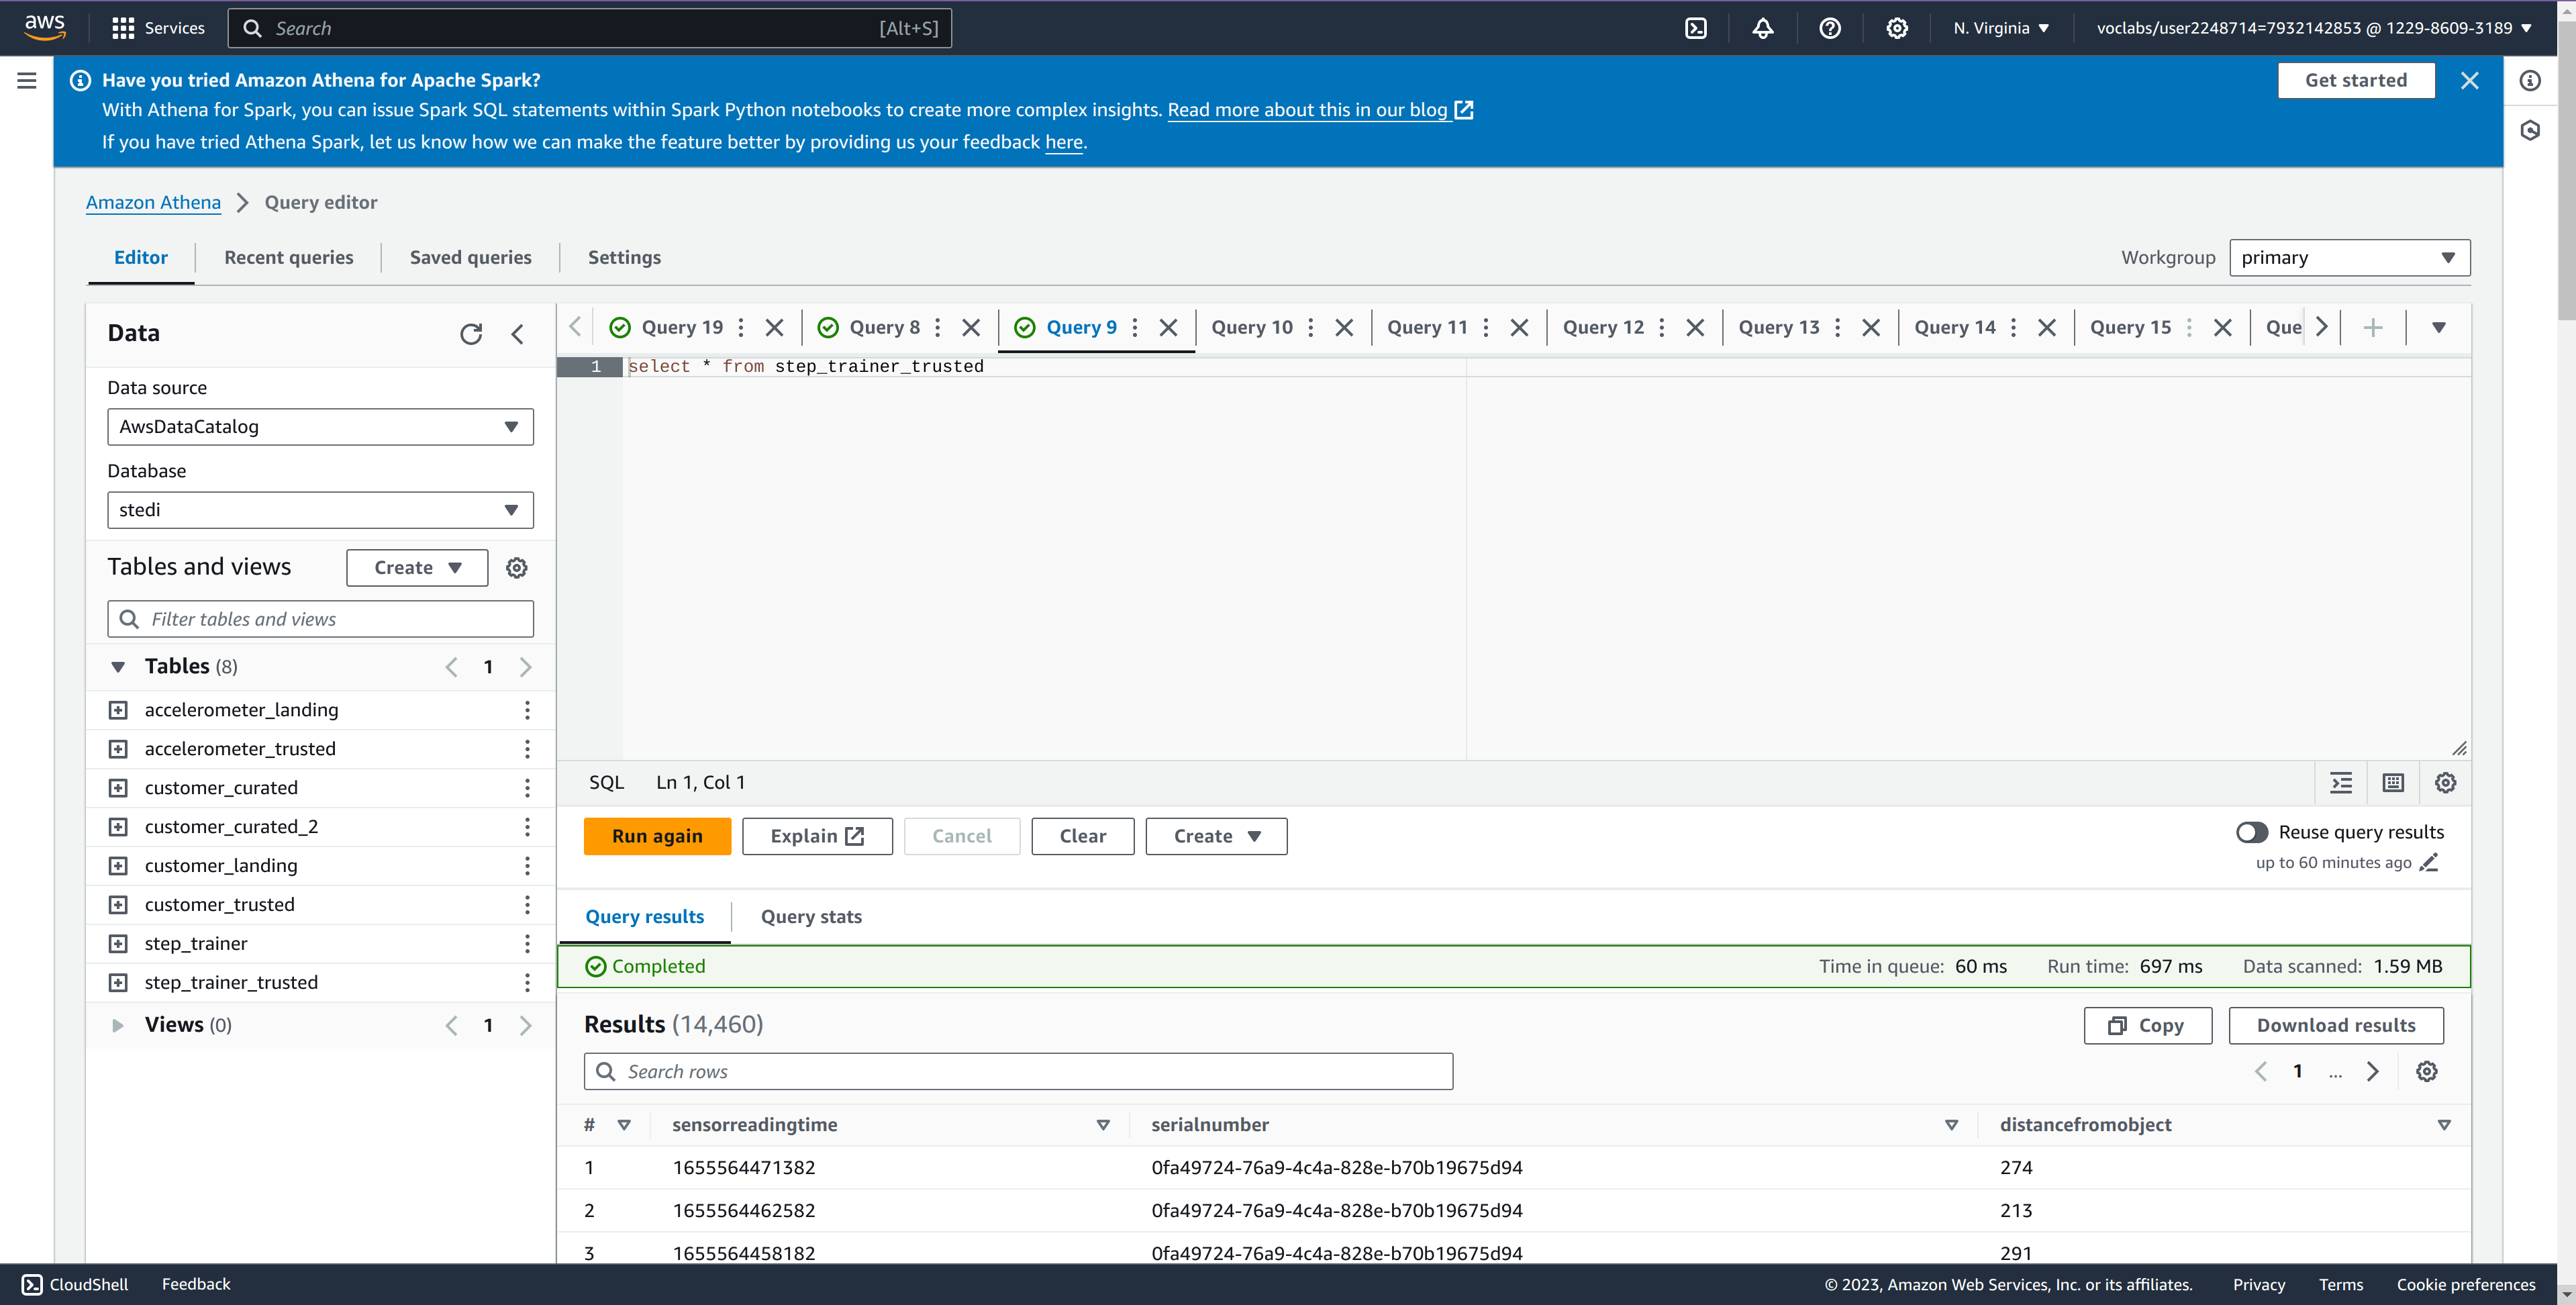 aws
Services
Search [Alt+S]
N. Virginia
voclabs/user2248714=7932142853 @ 1229-8609-3189
Have you tried Amazon Athena for Apache Spark?
With Athena for Spark, you can issue Spark SQL statements within Spark Python notebooks to create more complex insights. Read more about this in our blog
If you have tried Athena Spark, let us know how we can make the feature better by providing us your feedback here.
Get started
Amazon Athena > Query editor
Editor Recent queries Saved queries Settings
Workgroup primary
Data
Data source
AwsDataCatalog
Database
stedi
Tables and views
Create
Filter tables and views
Tables (8) 1
accelerometer_landing
accelerometer_trusted
customer_curated
customer_curated_2
customer_landing
customer_trusted
step_trainer
step_trainer_trusted
Views (0) 1
Query 19 Query 8 Query 9 Query 10 Query 11 Query 12 Query 13 Query 14 Query 15 Que
1 select * from step_trainer_trusted
SQL Ln 1, Col 1
Run again Explain Cancel Clear Create
Reuse query results
up to 60 minutes ago
Query results Query stats
Completed Time in queue: 60 ms Run time: 697 ms Data scanned: 1.59 MB
Results (14,460)
Copy Download results
Search rows
1 ...
# sensorreadingtime serialnumber distancefromobject
1 1655564471382 0fa49724-76a9-4c4a-828e-b70b19675d94 274
2 1655564462582 0fa49724-76a9-4c4a-828e-b70b19675d94 213
3 1655564458182 0fa49724-76a9-4c4a-828e-b70b19675d94 291
CloudShell Feedback © 2023, Amazon Web Services, Inc. or its affiliates. Privacy Terms Cookie preferences